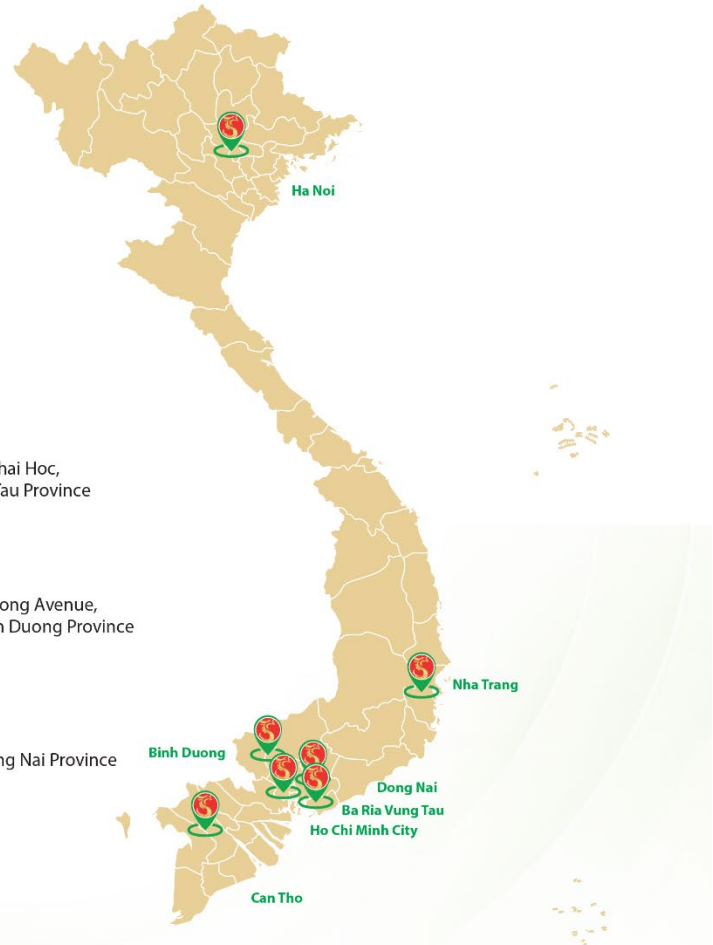 Ha Noi
hai Hoc,
au Province
ong Avenue,
n Duong Province
Nha Trang
Binh Duong
ng Nai Province
Dong Nai
Ba Ria Vung Tau
Ho Chi Minh City
Can Tho